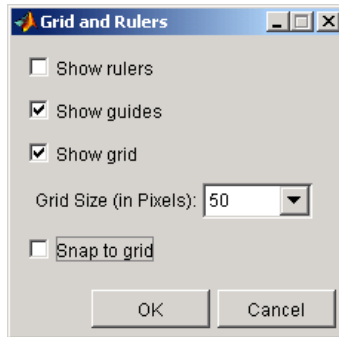 Grid and Rulers
Show rulers
Show guides
Show grid
Grid Size (in Pixels): 50
Snap to grid
OK Cancel